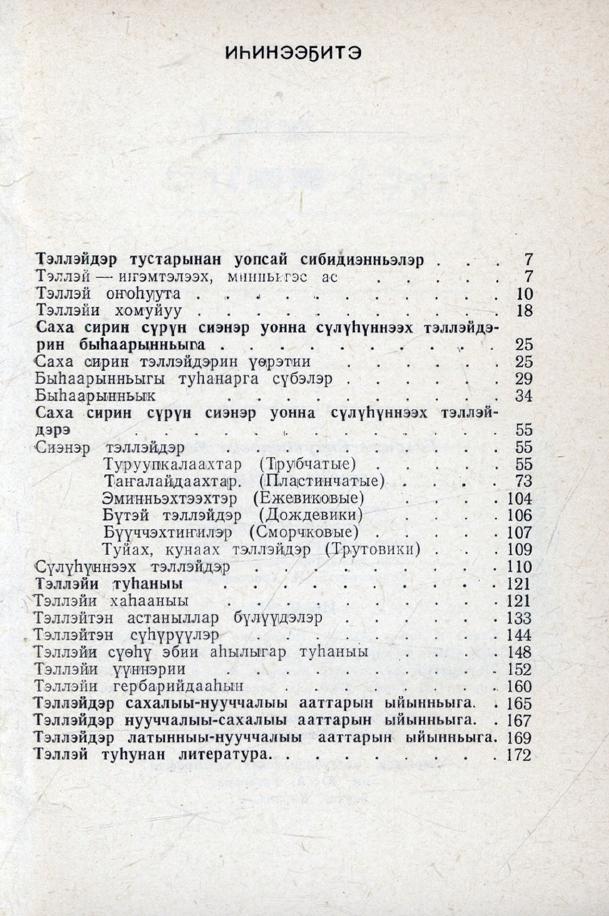 ИҺИНЭЭҔИТЭ
Тэллэйдэр тустарынан уопсай сибидиэнньэлэр . . . 7
Тэллэй — иҥэмтэлээх, минньигэс ас . . . . . 7
Тэллэй оҥоһуута . . . . . . . . . . 10
Тэллэйи хомуйуу . . . . . . . . . . 18
Саха сирин сүрүн сиэнэр уонна сүлүһүннээх тэллэйдэ-
рин быһаарынньыга . . . . . . . . . . 25
Саха сирин тэллэйдэрин үөрэтии . . . . . . 25
Быһаарынньыгы туһанарга сүбэлэр . . . . . 29
Быһаарынньык . . . . . . . . . 34
Саха сирин сүрүн сиэнэр уонна сүлүһүннээх тэллэй-
дэрэ . . . . . . . . . . . . 55
Сиэнэр тэллэйдэр . . . . . . . . . . 55
Туруупкалаахтар (Трубчатые) . . . . . 55
Таҥалайдаахтар. (Пластинчатые) . . . . 73
Эминньэхтээхтэр (Ежевиковые) . . . . 104
Бүтэй тэллэйдэр (Дождевики) . . . . . 106
Бүүччэхтиҥилэр (Сморчковые) . . . . . 107
Туйах, кунаах тэллэйдэр (Трутовики) . . . 109
Сүлүһүннээх тэллэйдэр . . . . . . . . 110
Тэллэйи туһаныы . . . . . . . . . 121
Тэллэйи хаһааныы . . . . . . . . . 121
Тэллэйтэн астаныллар бүлүүдэлэр . . . . . 133
Тэллэйтэн сүһүрүүлэр . . . . . . . . 144
Тэллэйи сүөһү эбии аһылыгар туһаныы . . . . 148
Тэллэйи үүннэрии . . . . . . . . . 152
Тэллэйи гербарийдааһын . . . . . . . . 160
Тэллэйдэр сахалыы-нууччалыы ааттарын ыйынньыга. . 165
Тэллэйдэр нууччалыы-сахалыы ааттарын ыйынньыга. . 167
Тэллэйдэр латынныы-нууччалыы ааттарын ыйынньыга. 169
Тэллэй туһунан литература. . . . . . . . . 172